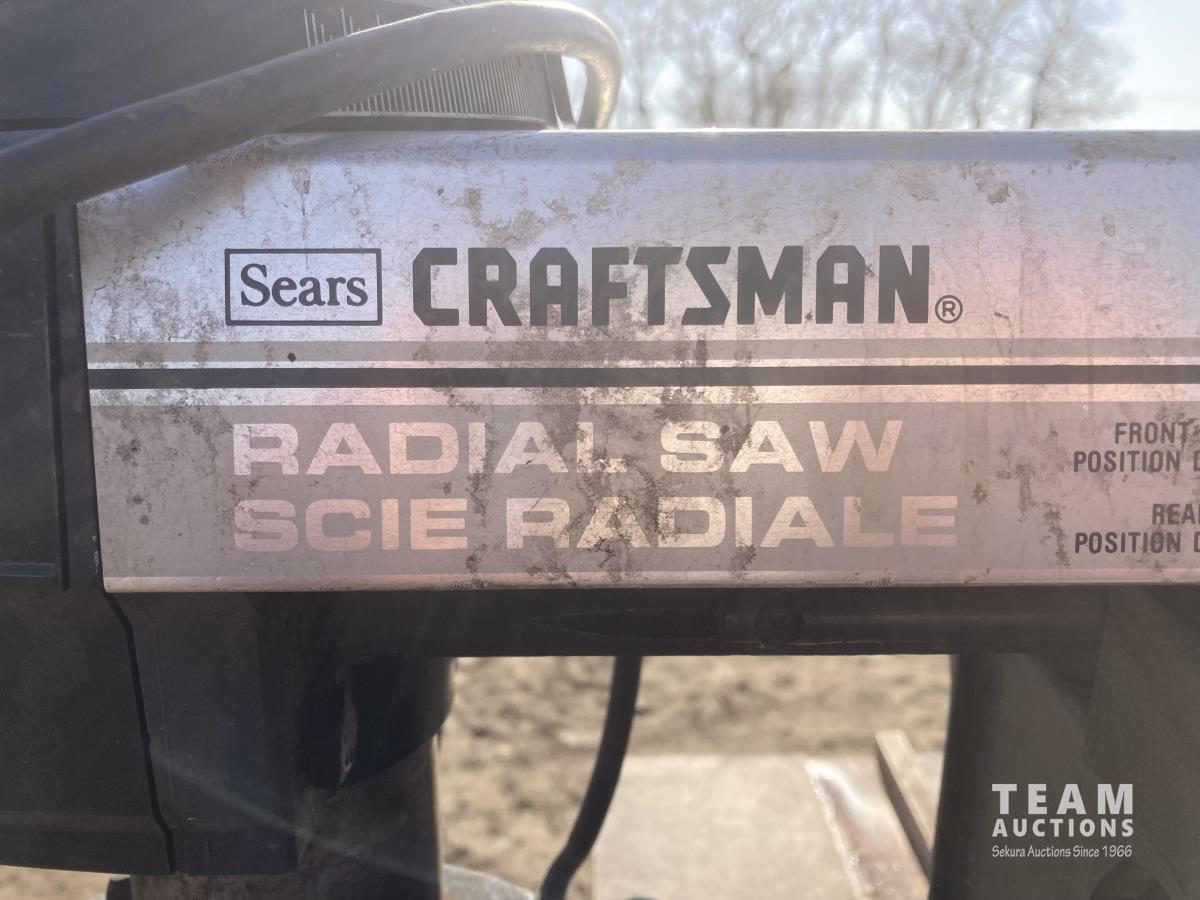 Sears CRAFTSMAN®
RADIAL SAW
SCIE RADIALE
FRONT
POSITION
REAR
POSITION
TEAM
AUCTIONS
Sekura Auctions Since 1966